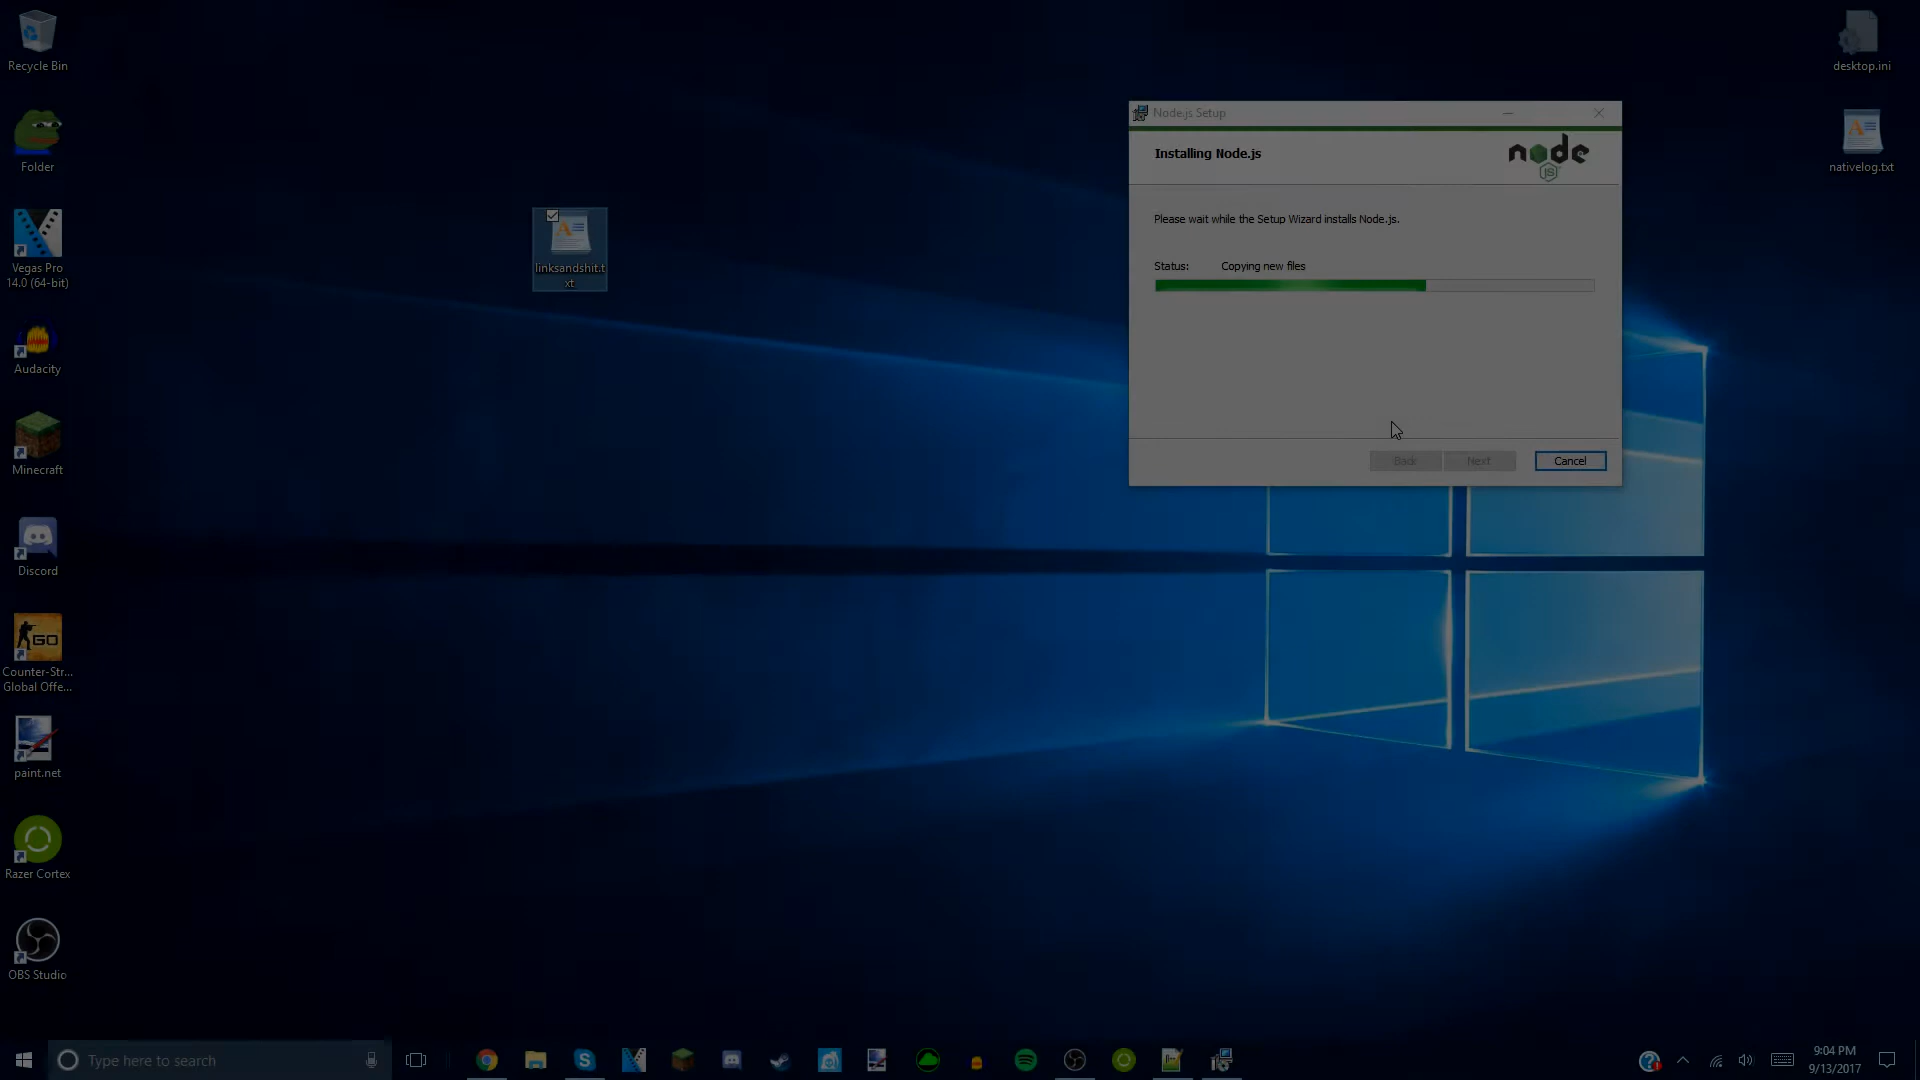 Recycle Bin
Folder
Vegas Pro
14.0 (64-bit)
Audacity
Minecraft
Discord
GO
Counter-Str...
Global Offe...
paint.net
Razer Cortex
OBS Studio
linksandshit.t
xt
Node.js Setup
Installing Node.js
node
JS
Please wait while the Setup Wizard installs Node.js.
Status: Copying new files
Back Next Cancel
desktop.ini
nativelog.txt
Type here to search
9:04 PM
9/13/2017